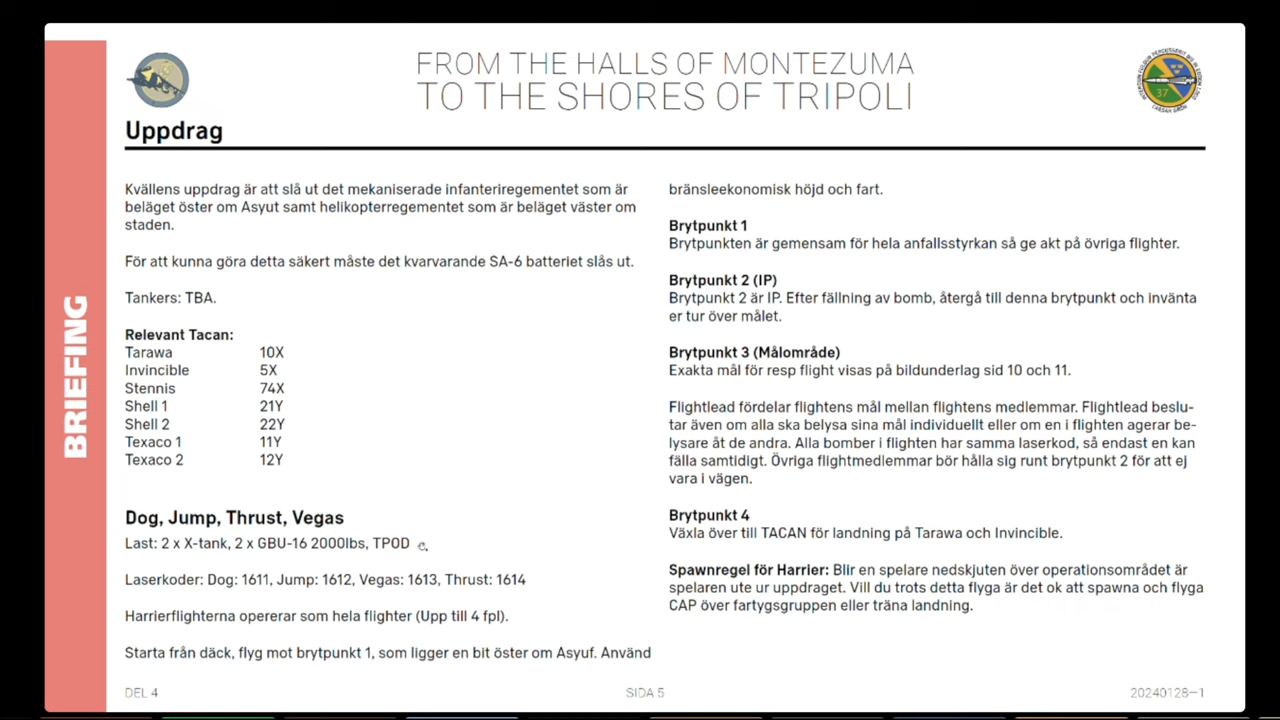 FROM THE HALLS OF MONTEZUMA
TO THE SHORES OF TRIPOLI
37
Uppdrag
BRIEFING
Kvällens uppdrag är att slå ut det mekaniserade infanteriregementet som är
beläget öster om Asyut samt helikopterregementet som är beläget väster om
staden.
För att kunna göra detta säkert måste det kvarvarande SA-6 batteriet slås ut.
Tankers: TBA.
Relevant Tacan:
Tarawa 10X
Invincible 5X
Stennis 74X
Shell 1 21Y
Shell 2 22Y
Texaco 1 11Y
Texaco 2 12Y
Dog, Jump, Thrust, Vegas
Last: 2 x X-tank, 2 x GBU-16 2000lbs, TPOD
Laserkoder: Dog: 1611, Jump: 1612, Vegas: 1613, Thrust: 1614
Harrierflighterna opererar som hela flighter (Upp till 4 fpl).
Starta från däck, flyg mot brytpunkt 1, som ligger en bit öster om Asyuf. Använd
bränsleekonomisk höjd och fart.
Brytpunkt 1
Brytpunkten är gemensam för hela anfallsstyrkan så ge akt på övriga flighter.
Brytpunkt 2 (IP)
Brytpunkt 2 är IP. Efter fällning av bomb, återgå till denna brytpunkt och invänta
er tur över målet.
Brytpunkt 3 (Målområde)
Exakta mål för resp flight visas på bildunderlag sid 10 och 11.
Flightlead fördelar flightens mål mellan flightens medlemmar. Flightlead beslu-
tar även om alla ska belysa sina mål individuellt eller om en i flighten agerar be-
lysare åt de andra. Alla bomber i flighten har samma laserkod, så endast en kan
fälla samtidigt. Övriga flightmedlemmar bör hålla sig runt brytpunkt 2 för att ej
vara i vägen.
Brytpunkt 4
Växla över till TACAN för landning på Tarawa och Invincible.
Spawnregel för Harrier: Blir en spelare nedskjuten över operationsområdet är
spelaren ute ur uppdraget. Vill du trots detta flyga är det ok att spawna och flyga
CAP över fartygsgruppen eller träna landning.
DEL 4
SIDA 5
20240128—1